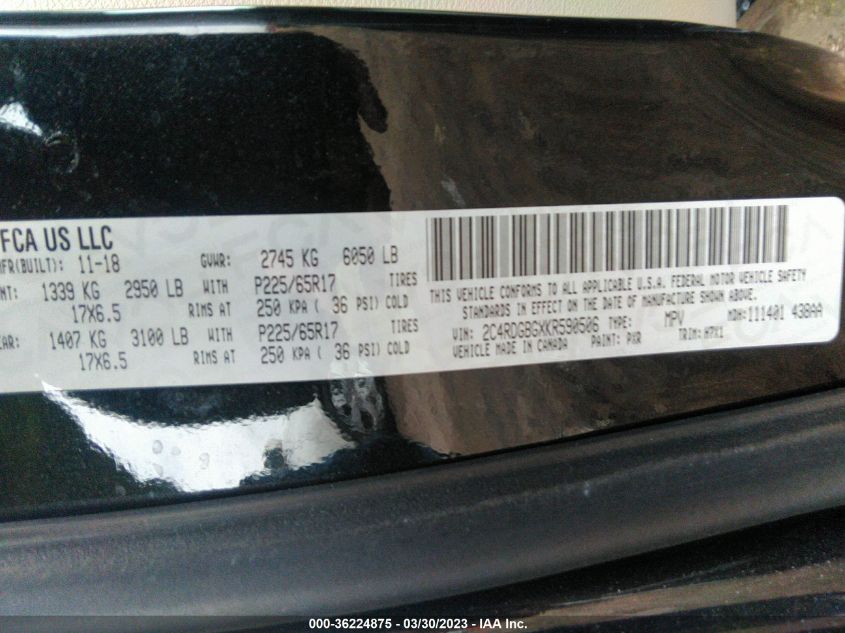 FCA US LLC
MFR(BUILT): 11-18 GVWR: 2745 KG 6050 LB
NT: 1339 KG 2950 LB WITH P225/65R17 TIRES
17X6.5 RIMS AT 250 KPA ( 36 PSI) COLD
EAR: 1407 KG 3100 LB WITH P225/65R17 TIRES
17X6.5 RIMS AT 250 KPA ( 36 PSI) COLD
THIS VEHICLE CONFORMS TO ALL APPLICABLE U.S.A. FEDERAL MOTOR VEHICLE SAFETY
STANDARDS IN EFFECT ON THE DATE OF MANUFACTURE SHOWN ABOVE.
VIN: 2C4RDGBGXKR590506 TYPE: MPV MDH: 111401 438AA
VEHICLE MADE IN CANADA PAINT: PXR TRIM: H7X1
000-36224875 - 03/30/2023 - IAA Inc.